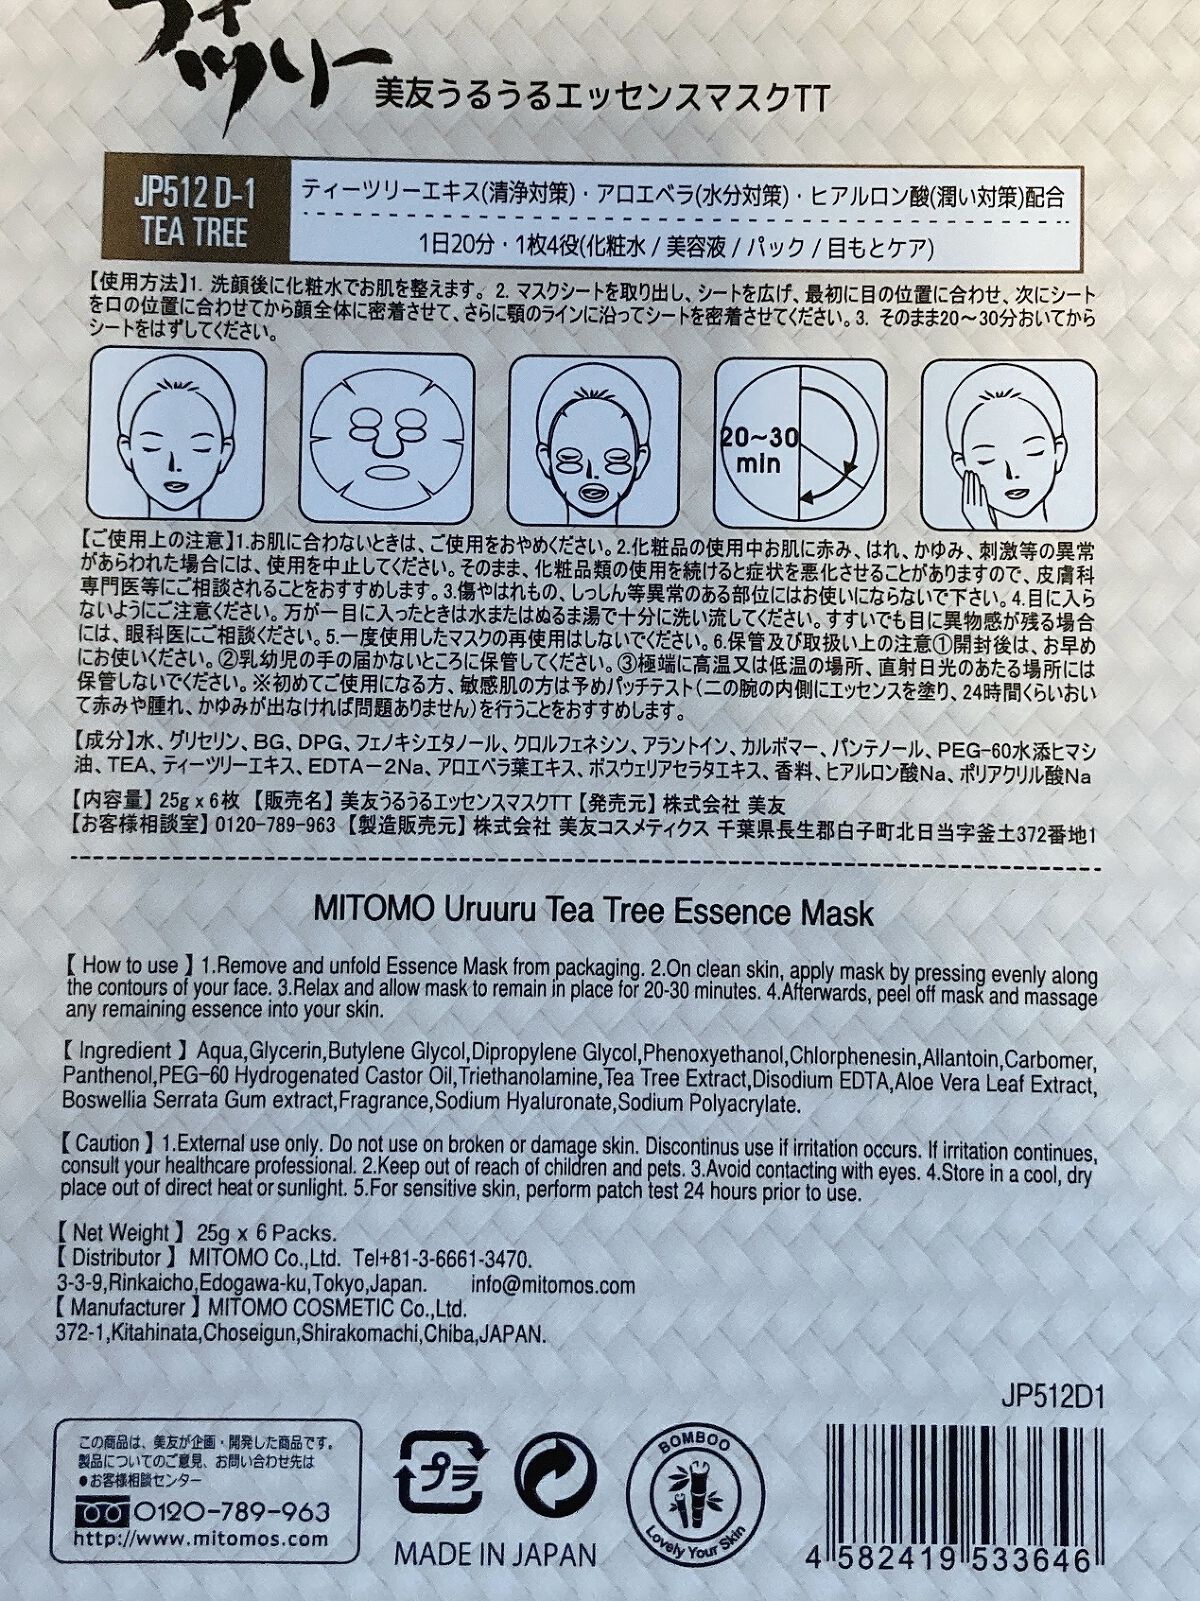 ティ
ツリー
美友うるうるエッセンスマスクTT
JP512 D-1
TEA TREE
ティーツリーエキス(清浄対策)・アロエベラ(水分対策)・ヒアルロン酸(潤い対策)配合
1日20分・1枚4役(化粧水 / 美容液 / パック / 目もとケア)
【使用方法】1. 洗顔後に化粧水でお肌を整えます。2. マスクシートを取り出し、シートを広げ、最初に目の位置に合わせ、次にシート
を口の位置に合わせてから顔全体に密着させて、さらに顎のラインに沿ってシートを密着させてください。3. そのまま20〜30分おいてから
シートをはずしてください。
20~30
min
【ご使用上の注意】1.お肌に合わないときは、ご使用をおやめください。2.化粧品の使用中お肌に赤み、はれ、かゆみ、刺激等の異常
があらわれた場合には、使用を中止してください。そのまま、化粧品類の使用を続けると症状を悪化させることがありますので、皮膚科
専門医等にご相談されることをおすすめします。3.傷やはれもの、しっしん等異常のある部位にはお使いにならないで下さい。4.目に入ら
ないようにご注意ください。万が一目に入ったときは水またはぬるま湯で十分に洗い流してください。すすいでも目に異物感が残る場合
には、眼科医にご相談ください。5.一度使用したマスクの再使用はしないでください。6.保管及び取扱い上の注意①開封後は、お早め
にお使いください。②乳幼児の手の届かないところに保管してください。③極端に高温又は低温の場所、直射日光のあたる場所には
保管しないでください。※初めてご使用になる方、敏感肌の方は予めパッチテスト(二の腕の内側にエッセンスを塗り、24時間くらいおい
て赤みや腫れ、かゆみが出なければ問題ありません)を行うことをおすすめします。
【成分】水、グリセリン、BG、DPG、フェノキシエタノール、クロルフェネシン、アラントイン、カルボマー、パンテノール、PEG-60水添ヒマシ
油、TEA、ティーツリーエキス、EDTA－2Na、アロエベラ葉エキス、ボスウェリアセラタエキス、香料、ヒアルロン酸Na、ポリアクリル酸Na
【内容量】25g x 6枚 【販売名】美友うるうるエッセンスマスクTT【発売元】株式会社 美友
【お客様相談室】0120-789-963 【製造販売元】株式会社 美友コスメティクス 千葉県長生郡白子町北日当字釜土372番地1
MITOMO Uruuru Tea Tree Essence Mask
【 How to use 】1.Remove and unfold Essence Mask from packaging. 2.On clean skin, apply mask by pressing evenly along
the contours of your face. 3.Relax and allow mask to remain in place for 20-30 minutes. 4.Afterwards, peel off mask and massage
any remaining essence into your skin.
【 Ingredient 】 Aqua,Glycerin,Butylene Glycol,Dipropylene Glycol,Phenoxyethanol,Chlorphenesin,Allantoin,Carbomer,
Panthenol,PEG-60 Hydrogenated Castor Oil,Triethanolamine,Tea Tree Extract,Disodium EDTA,Aloe Vera Leaf Extract,
Boswellia Serrata Gum extract,Fragrance,Sodium Hyaluronate,Sodium Polyacrylate.
【 Caution 】1.External use only. Do not use on broken or damage skin. Discontinus use if irritation occurs. If irritation continues,
consult your healthcare professional. 2.Keep out of reach of children and pets. 3.Avoid contacting with eyes. 4.Store in a cool, dry
place out of direct heat or sunlight. 5.For sensitive skin, perform patch test 24 hours prior to use.
【 Net Weight 】 25g x 6 Packs.
【 Distributor 】 MITOMO Co.,Ltd. Tel+81-3-6661-3470.
3-3-9,Rinkaicho,Edogawa-ku,Tokyo,Japan. info@mitomos.com
【 Manufacturer 】MITOMO COSMETIC Co.,Ltd.
372-1,Kitahinata,Choseigun,Shirakomachi,Chiba,JAPAN.
JP512D1
この商品は、美友が企画・開発した商品です。
製品についてのご意見、お問い合わせ先は
●お客様相談センター
0120-789-963
http://www.mitomos.com
プラ
MADE IN JAPAN
BOMBOO
Lovely Your Skin
4 582419 533646